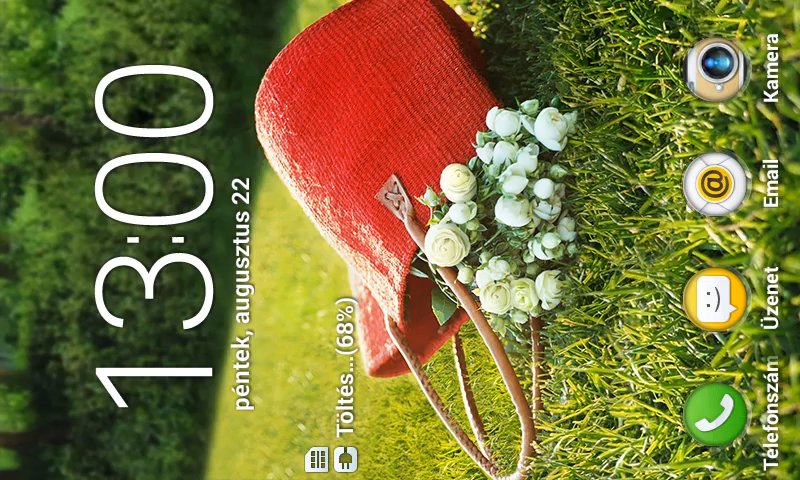 13:00
péntek, augusztus 22
Töltés...(68%)
Telefonszám
Üzenet
Email
Kamera